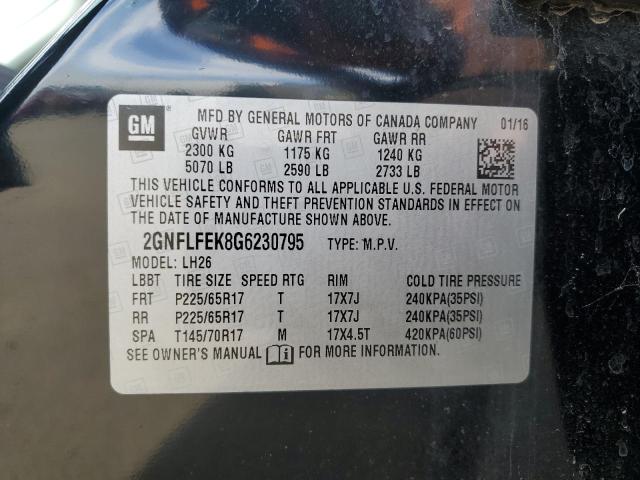 GM
MFD BY GENERAL MOTORS OF CANADA COMPANY 01/16
GVWR GAWR FRT GAWR RR
2300 KG 1175 KG 1240 KG
5070 LB 2590 LB 2733 LB
THIS VEHICLE CONFORMS TO ALL APPLICABLE U.S. FEDERAL MOTOR
VEHICLE SAFETY AND THEFT PREVENTION STANDARDS IN EFFECT ON
THE DATE OF MANUFACTURE SHOWN ABOVE.
2GNFLFEK8G6230795 TYPE: M.P.V.
MODEL: LH26
LBBT TIRE SIZE SPEED RTG RIM COLD TIRE PRESSURE
FRT P225/65R17 T 17X7J 240KPA(35PSI)
RR P225/65R17 T 17X7J 240KPA(35PSI)
SPA T145/70R17 M 17X4.5T 420KPA(60PSI)
SEE OWNER'S MANUAL i FOR MORE INFORMATION.